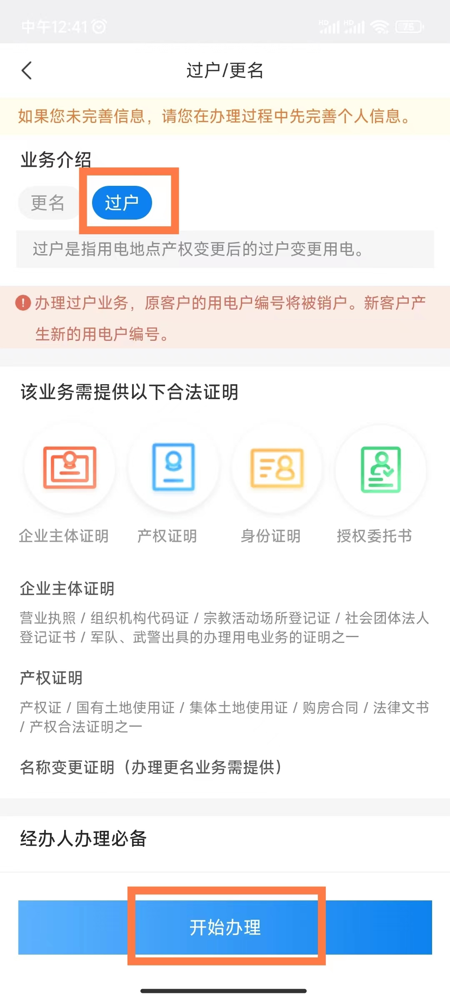 中午12:41
HD HD 75
过户/更名
如果您未完善信息，请您在办理过程中先完善个人信息。
业务介绍
更名 过户
过户是指用电地点产权变更后的过户变更用电。
办理过户业务，原客户的用电户编号将被销户。新客户产
生新的用电户编号。
该业务需提供以下合法证明
企业主体证明 产权证明 身份证明 授权委托书
企业主体证明
营业执照 / 组织机构代码证 / 宗教活动场所登记证 / 社会团体法人
登记证书 / 军队、武警出具的办理用电业务的证明之一
产权证明
产权证 / 国有土地使用证 / 集体土地使用证 / 购房合同 / 法律文书
/ 产权合法证明之一
名称变更证明（办理更名业务需提供）
经办人办理必备
开始办理